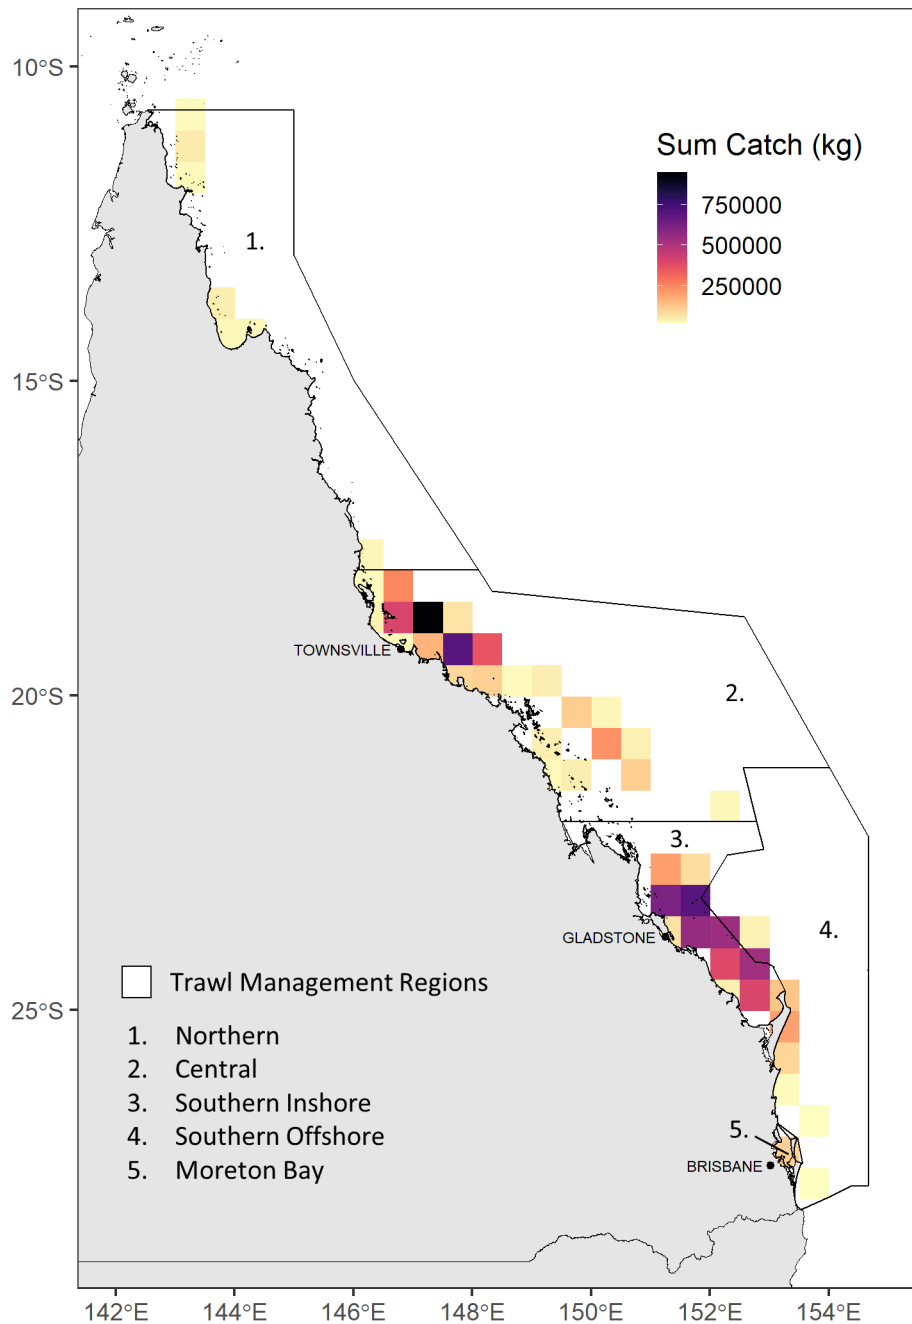 10°S
Sum Catch (kg)
750000
500000
250000
1.
15°S
TOWNSVILLE
20°S
2.
3.
GLADSTONE
4.
Trawl Management Regions
25°S
1. Northern
2. Central
3. Southern Inshore
4. Southern Offshore
5. Moreton Bay
5.
BRISBANE
142°E 144°E 146°E 148°E 150°E 152°E 154°E